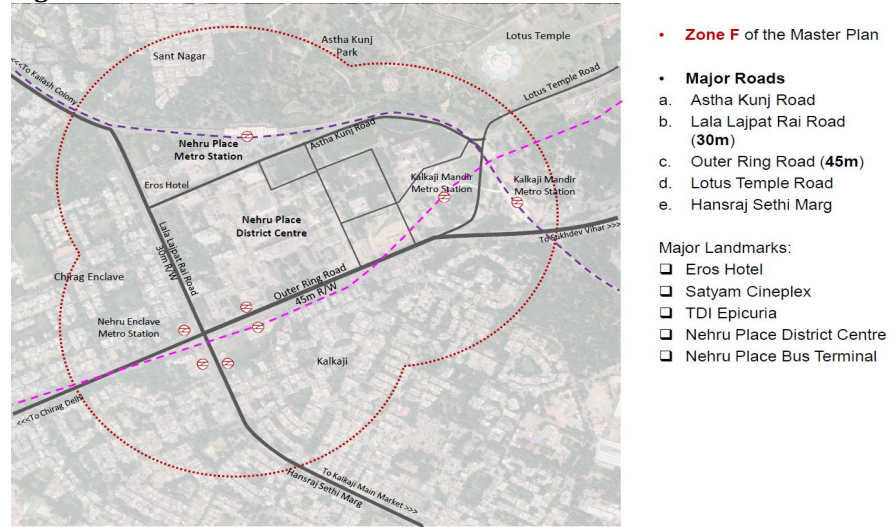 Lotus Temple
Astha Kunj
Park
Sant Nagar
<<<To Kailash Colony
Lotus Temple Road
Astha Kunj Road
Nehru Place
Metro Station
Eros Hotel
Kalkaji Mandir
Metro Station
Kalkaji Mandir
Metro Station
Nehru Place
District Centre
Lala Lajpat Rai Road
30m R/W
To Sukhdev Vihar >>>
Chirag Enclave
Outer Ring Road
45m R/W
Nehru Enclave
Metro Station
Kalkaji
<<<To Chirag Delhi
To Kalkaji Main Market >>>
Hansraj Sethi Marg
• Zone F of the Master Plan
• Major Roads
a. Astha Kunj Road
b. Lala Lajpat Rai Road
(30m)
c. Outer Ring Road (45m)
d. Lotus Temple Road
e. Hansraj Sethi Marg
Major Landmarks:
❑ Eros Hotel
❑ Satyam Cineplex
❑ TDI Epicuria
❑ Nehru Place District Centre
❑ Nehru Place Bus Terminal